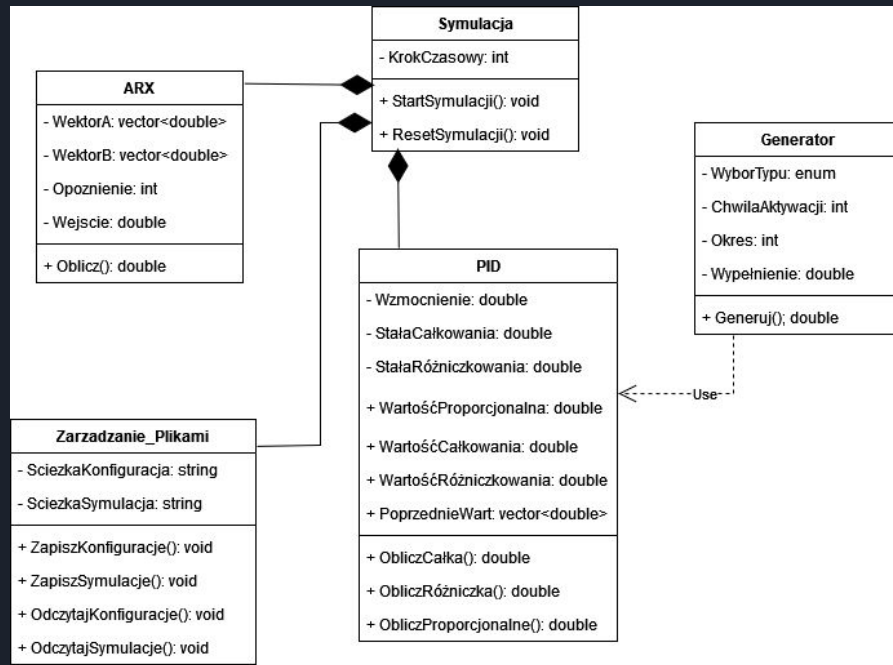 Symulacja
- KrokCzasowy: int
+ StartSymulacji(): void
+ ResetSymulacji(): void
ARX
- WektorA: vector<double>
- WektorB: vector<double>
- Opoznienie: int
- Wejscie: double
+ Oblicz(): double
Generator
- WyborTypu: enum
- ChwilaAktywacji: int
- Okres: int
- Wypełnienie: double
+ Generuj(); double
PID
- Wzmocnienie: double
- StałaCałkowania: double
- StałaRóżniczkowania: double
+ WartośćProporcjonalna: double
+ WartośćCałkowania: double
+ WartośćRóżniczkowania: double
+ PoprzednieWart: vector<double>
+ ObliczCałka(): double
+ ObliczRóżniczka(): double
+ ObliczProporcjonalne(): double
Use
Zarzadzanie_Plikami
- SciezkaKonfiguracja: string
- SciezkaSymulacja: string
+ ZapiszKonfiguracje(): void
+ ZapiszSymulacje(): void
+ OdczytajKonfiguracje(): void
+ OdczytajSymulacje(): void